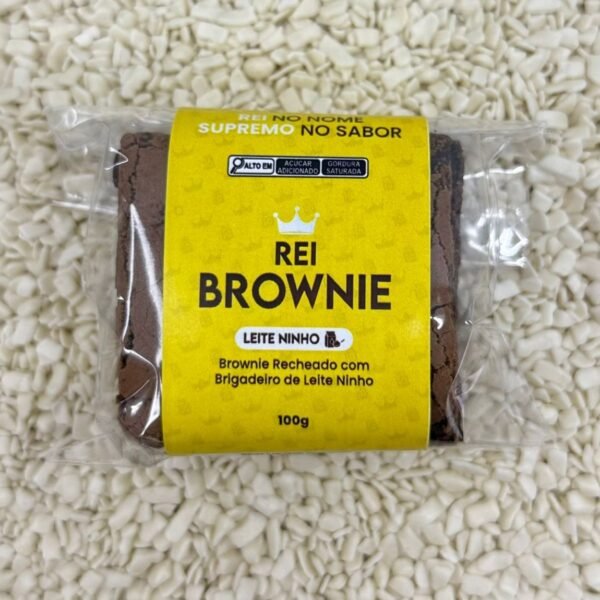 REI NO NOME
SUPREMO NO SABOR
ALTO EM
AÇÚCAR ADICIONADO
GORDURA SATURADA
REI
BROWNIE
LEITE NINHO
Brownie Recheado com
Brigadeiro de Leite Ninho
100g